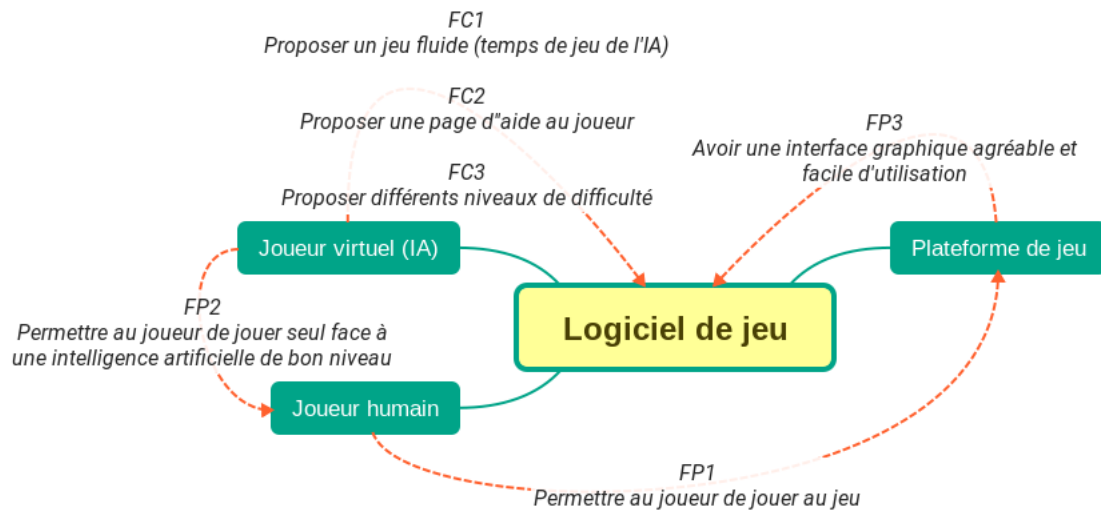 FC1
Proposer un jeu fluide (temps de jeu de l'IA)
FC2
Proposer une page d"aide au joueur
FC3
Proposer différents niveaux de difficulté
FP3
Avoir une interface graphique agréable et
facile d'utilisation
Joueur virtuel (IA)
Plateforme de jeu
Logiciel de jeu
FP2
Permettre au joueur de jouer seul face à
une intelligence artificielle de bon niveau
Joueur humain
FP1
Permettre au joueur de jouer au jeu